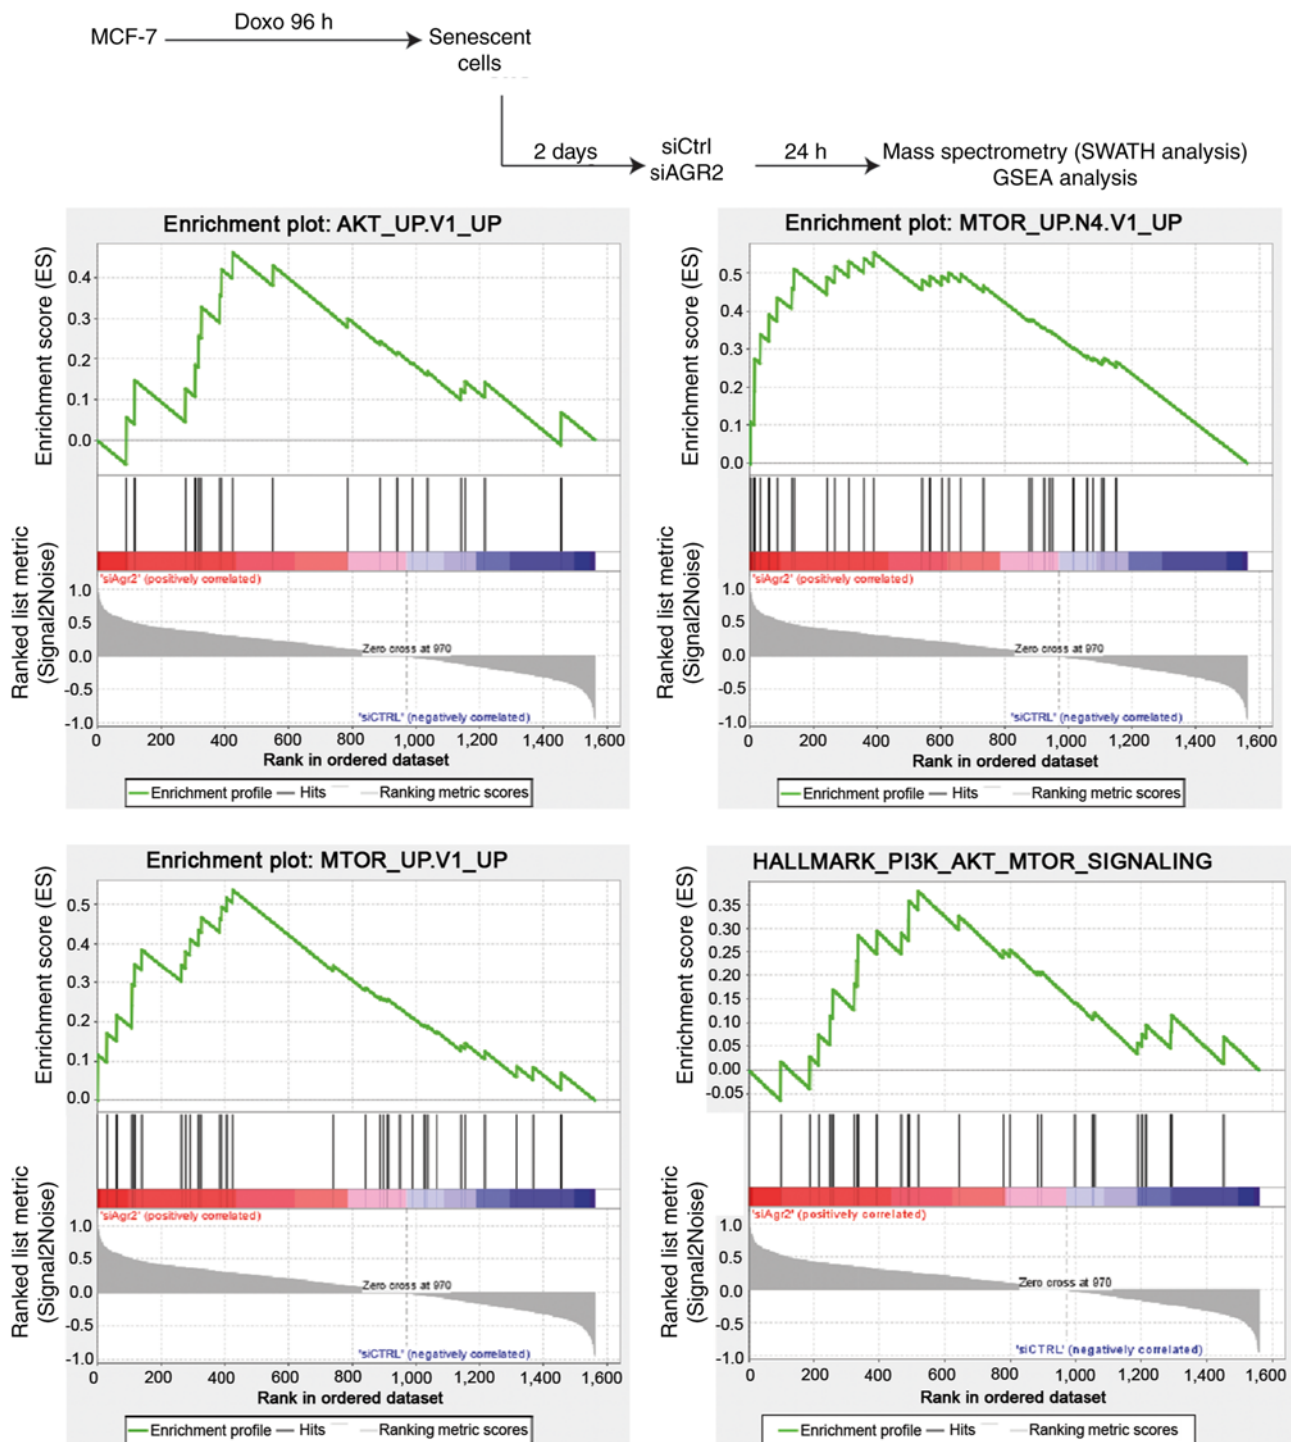 MCF-7
Doxo 96 h
Senescent
cells
2 days
siCtrl
siAGR2
24 h
Mass spectrometry (SWATH analysis)
GSEA analysis
Enrichment plot: AKT_UP.V1_UP
Enrichment score (ES)
0.4
0.3
0.2
0.1
0.0
'siAgr2' (positively correlated)
Ranked list metric
(Signal2Noise)
1.0
0.5
0.0
-0.5
-1.0
Zero cross at 970
'siCTRL' (negatively correlated)
0 200 400 600 800 1,000 1,200 1,400 1,600
Rank in ordered dataset
Enrichment profile Hits Ranking metric scores
Enrichment plot: MTOR_UP.N4.V1_UP
Enrichment score (ES)
0.5
0.4
0.3
0.2
0.1
0.0
'siAgr2' (positively correlated)
Ranked list metric
(Signal2Noise)
1.0
0.5
0.0
-0.5
-1.0
Zero cross at 970
'siCTRL' (negatively correlated)
0 200 400 600 800 1,000 1,200 1,400 1,600
Rank in ordered dataset
Enrichment profile Hits Ranking metric scores
Enrichment plot: MTOR_UP.V1_UP
Enrichment score (ES)
0.5
0.4
0.3
0.2
0.1
0.0
'siAgr2' (positively correlated)
Ranked list metric
(Signal2Noise)
1.0
0.5
0.0
-0.5
-1.0
Zero cross at 970
'siCTRL' (negatively correlated)
0 200 400 600 800 1,000 1,200 1,400 1,600
Rank in ordered dataset
Enrichment profile Hits Ranking metric scores
HALLMARK_PI3K_AKT_MTOR_SIGNALING
Enrichment score (ES)
0.35
0.30
0.25
0.20
0.15
0.10
0.05
0.00
-0.05
'siAgr2' (positively correlated)
Ranked list metric
(Signal2Noise)
1.0
0.5
0.0
-0.5
-1.0
Zero cross at 970
'siCTRL' (negatively correlated)
0 200 400 600 800 1,000 1,200 1,400 1,600
Rank in ordered dataset
Enrichment profile Hits Ranking metric scores